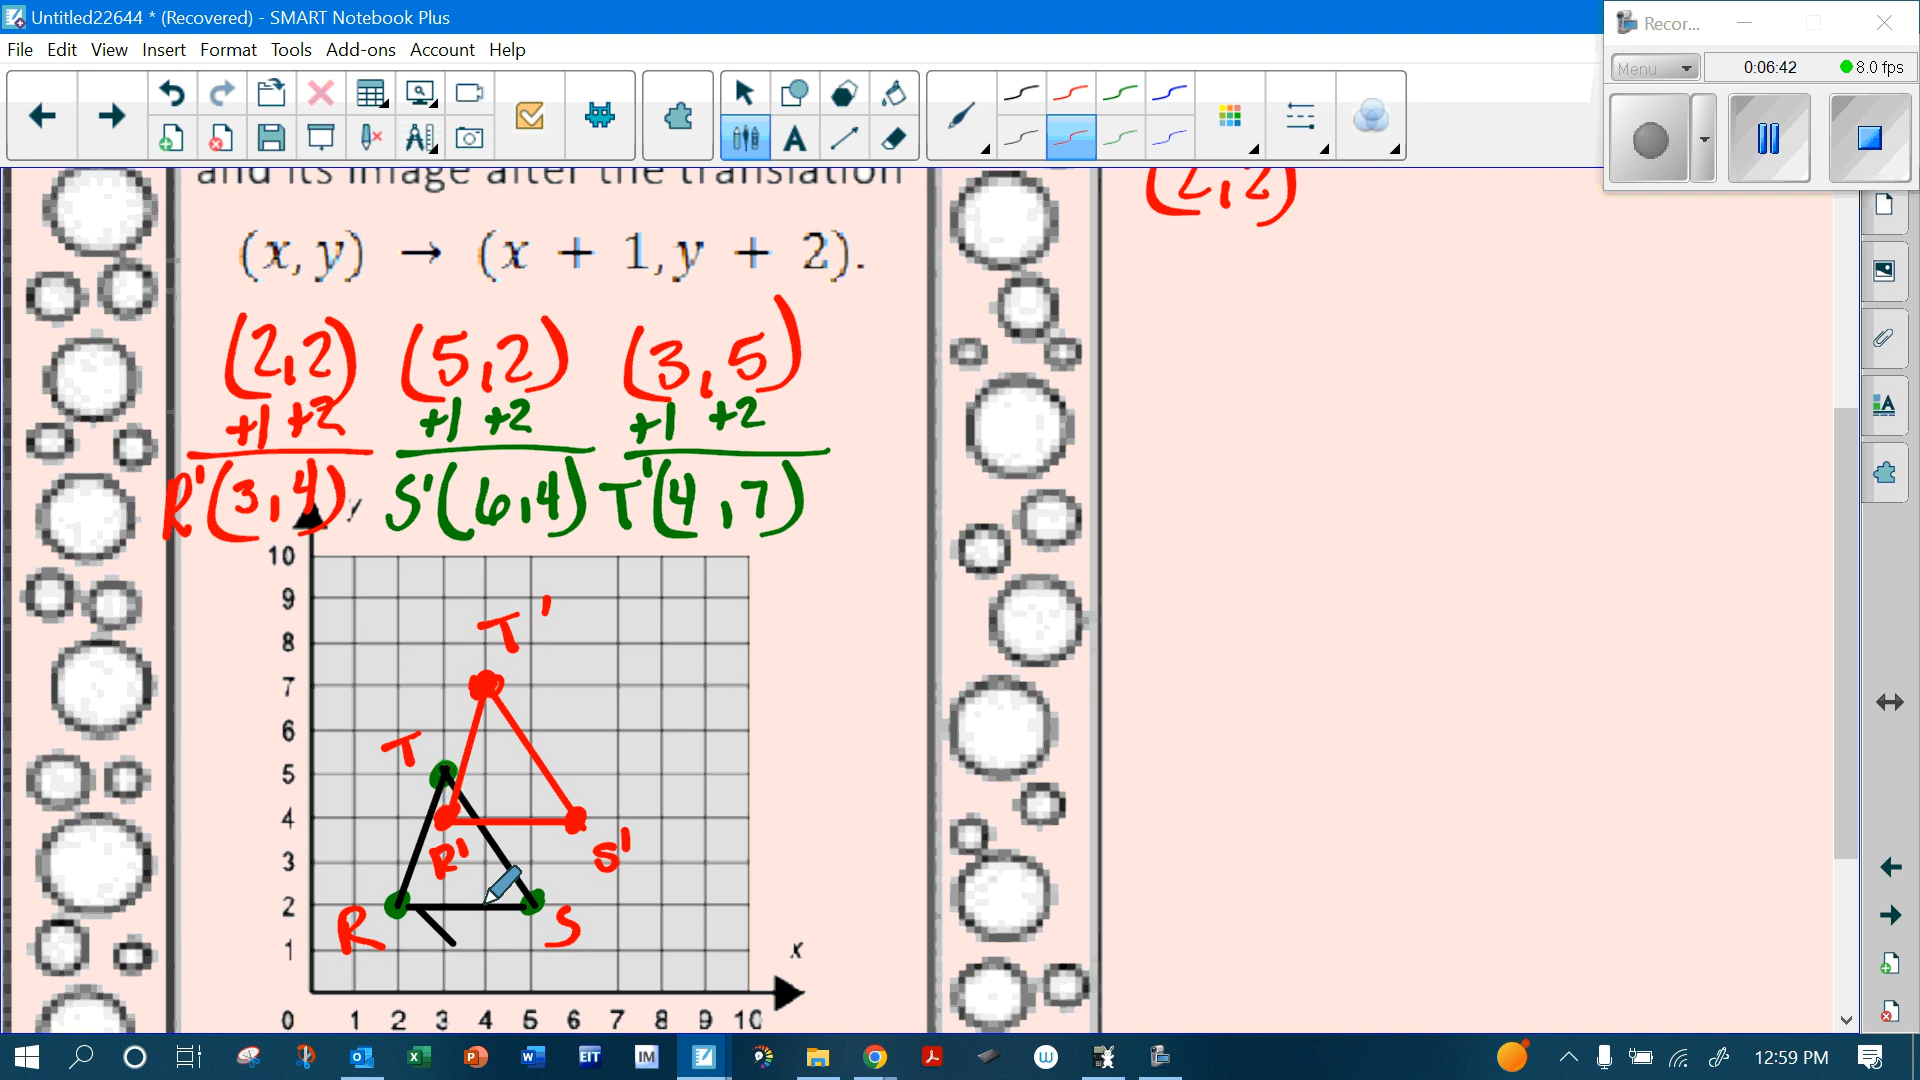 Untitled22644 * (Recovered) - SMART Notebook Plus
Recor...
File Edit View Insert Format Tools Add-ons Account Help
Menu 0:06:42 8.0 fps
and its image after the translation
(2,2)
(x, y) → (x + 1, y + 2).
(2,2) (5,2) (3,5)
+1 +2 +1 +2 +1 +2
R'(3,4) S'(6,4) T'(4,7)
y
10
9
T'
8
7
6
T
5
4
R' S'
3
2
R S
1
x
0 1 2 3 4 5 6 7 8 9 10
EIT IM 12:59 PM